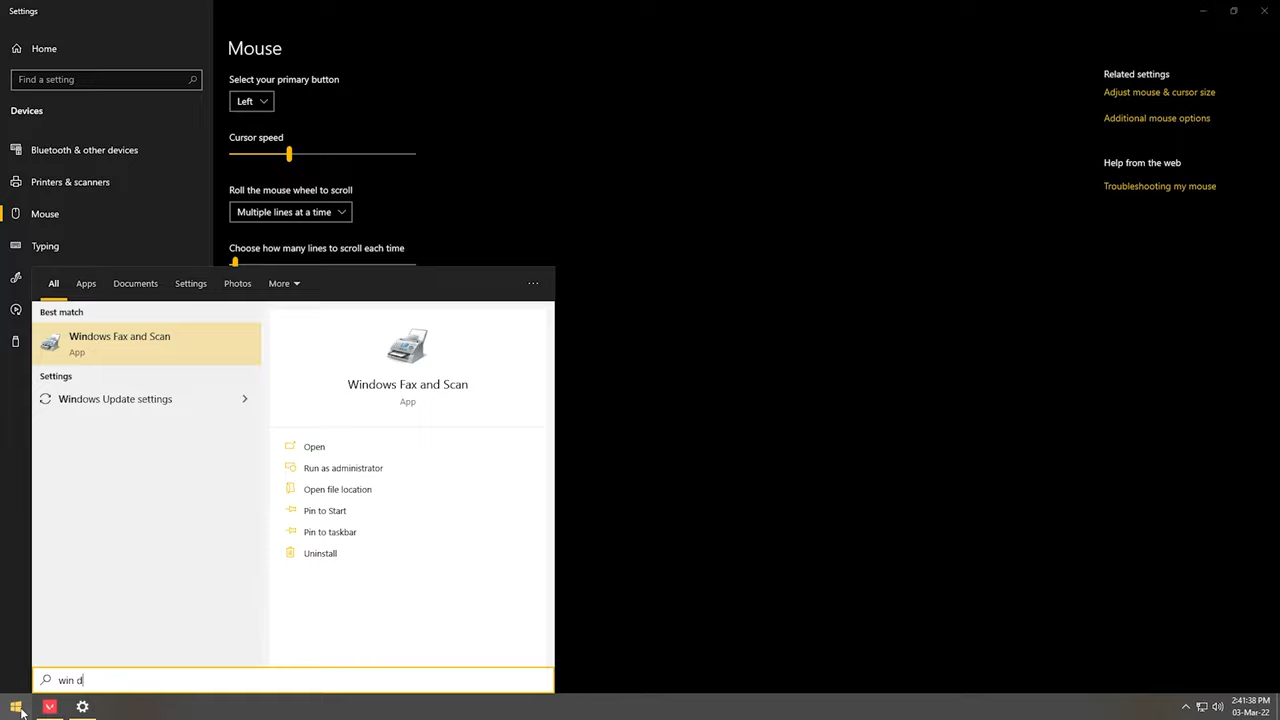 Settings
Home
Find a setting
Devices
Bluetooth & other devices
Printers & scanners
Mouse
Typing
Mouse
Select your primary button
Left
Cursor speed
Roll the mouse wheel to scroll
Multiple lines at a time
Choose how many lines to scroll each time
Related settings
Adjust mouse & cursor size
Additional mouse options
Help from the web
Troubleshooting my mouse
All Apps Documents Settings Photos More
Best match
Windows Fax and Scan
App
Settings
Windows Update settings
Windows Fax and Scan
App
Open
Run as administrator
Open file location
Pin to Start
Pin to taskbar
Uninstall
win d
2:41:38 PM
03-Mar-22